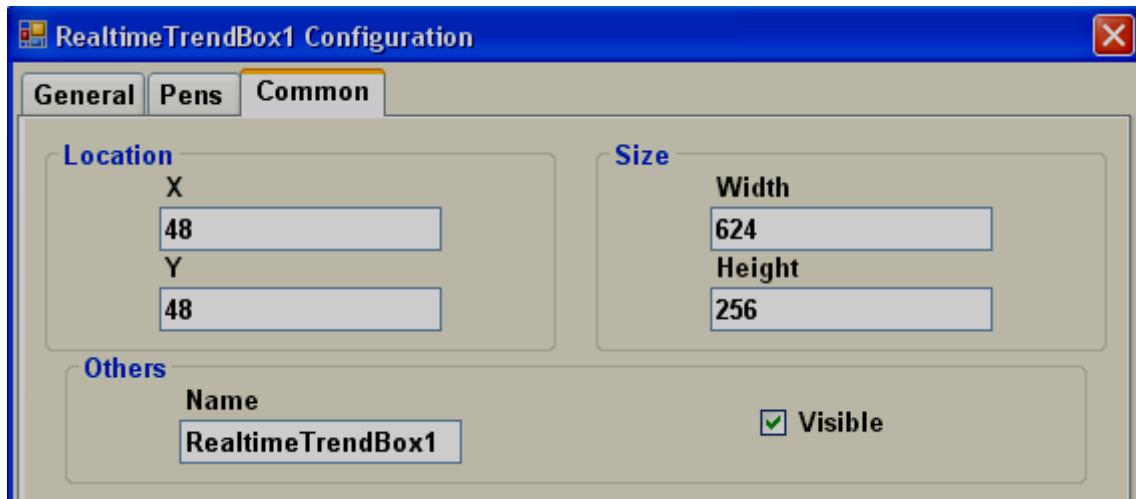 RealtimeTrendBox1 Configuration
General Pens Common
Location
X
48
Y
48
Size
Width
624
Height
256
Others
Name
RealtimeTrendBox1
Visible